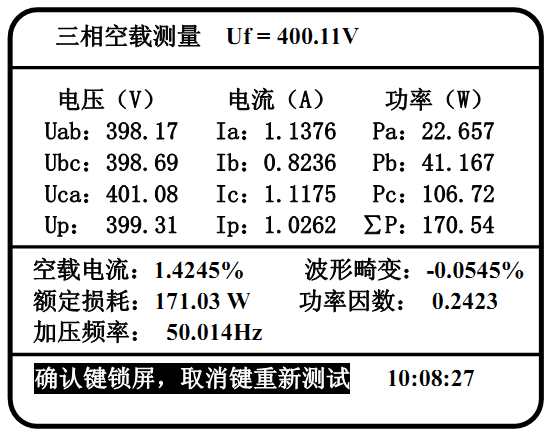 三相空载测量 Uf = 400.11V
电压（V） 电流（A） 功率（W）
Uab：398.17 Ia：1.1376 Pa：22.657
Ubc：398.69 Ib：0.8236 Pb：41.167
Uca：401.08 Ic：1.1175 Pc：106.72
Up：399.31 Ip：1.0262 ∑P：170.54
空载电流：1.4245% 波形畸变：-0.0545%
额定损耗：171.03 W 功率因数：0.2423
加压频率：50.014Hz
确认键锁屏，取消键重新测试 10:08:27